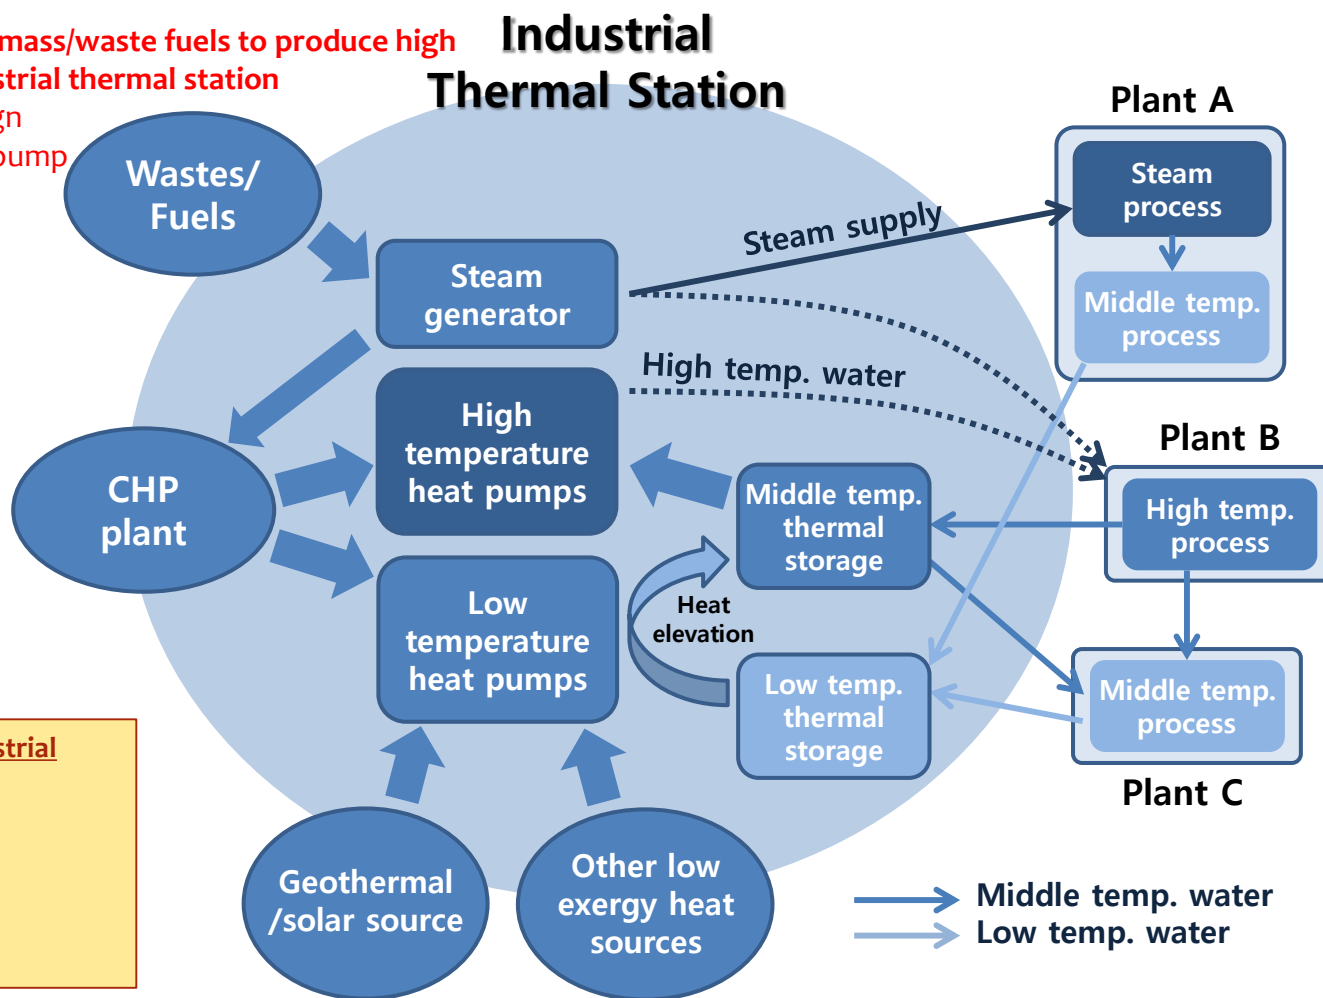 mass/waste fuels to produce high
strial thermal station
gn
pump
Industrial
Thermal Station
Wastes/
Fuels
Steam
generator
High
temperature
heat pumps
CHP
plant
Low
temperature
heat pumps
Geothermal
/solar source
Other low
exergy heat
sources
Steam supply
High temp. water
Middle temp.
thermal
storage
Heat
elevation
Low temp.
thermal
storage
Plant A
Steam
process
Middle temp.
process
Plant B
High temp.
process
Middle temp.
process
Plant C
Middle temp. water
Low temp. water
strial